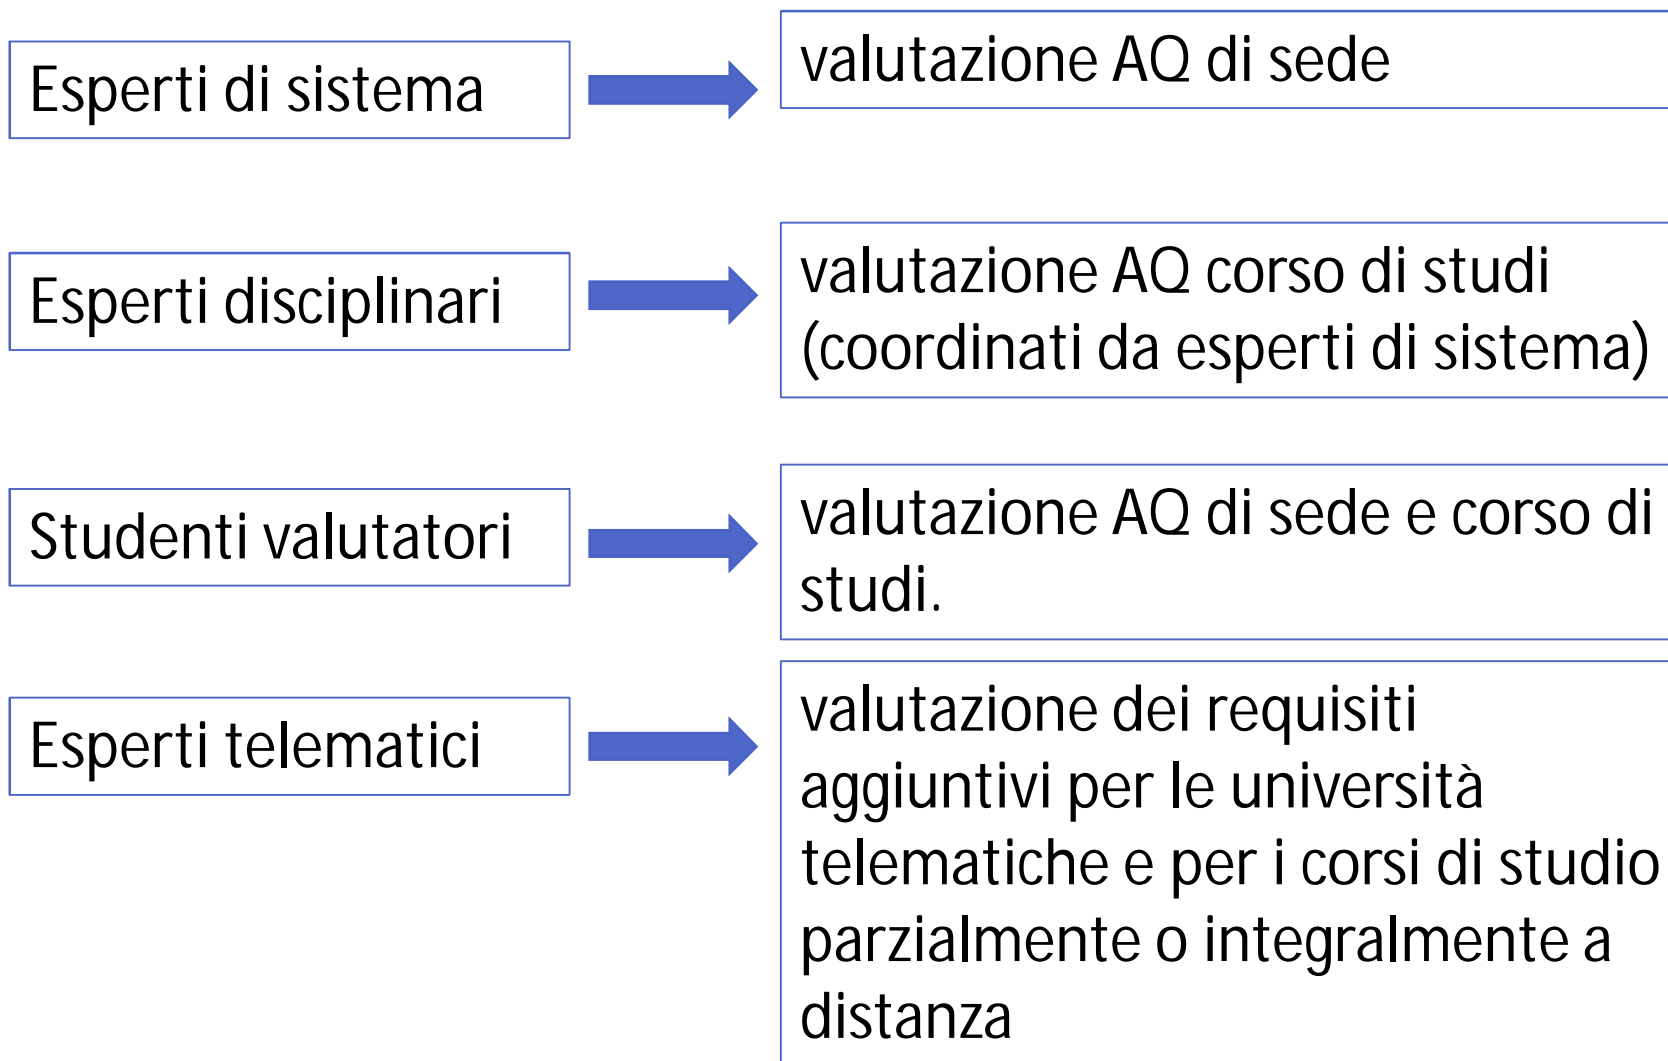 Esperti di sistema
valutazione AQ di sede
Esperti disciplinari
valutazione AQ corso di studi
(coordinati da esperti di sistema)
Studenti valutatori
valutazione AQ di sede e corso di
studi.
Esperti telematici
valutazione dei requisiti
aggiuntivi per le università
telematiche e per i corsi di studio
parzialmente o integralmente a
distanza